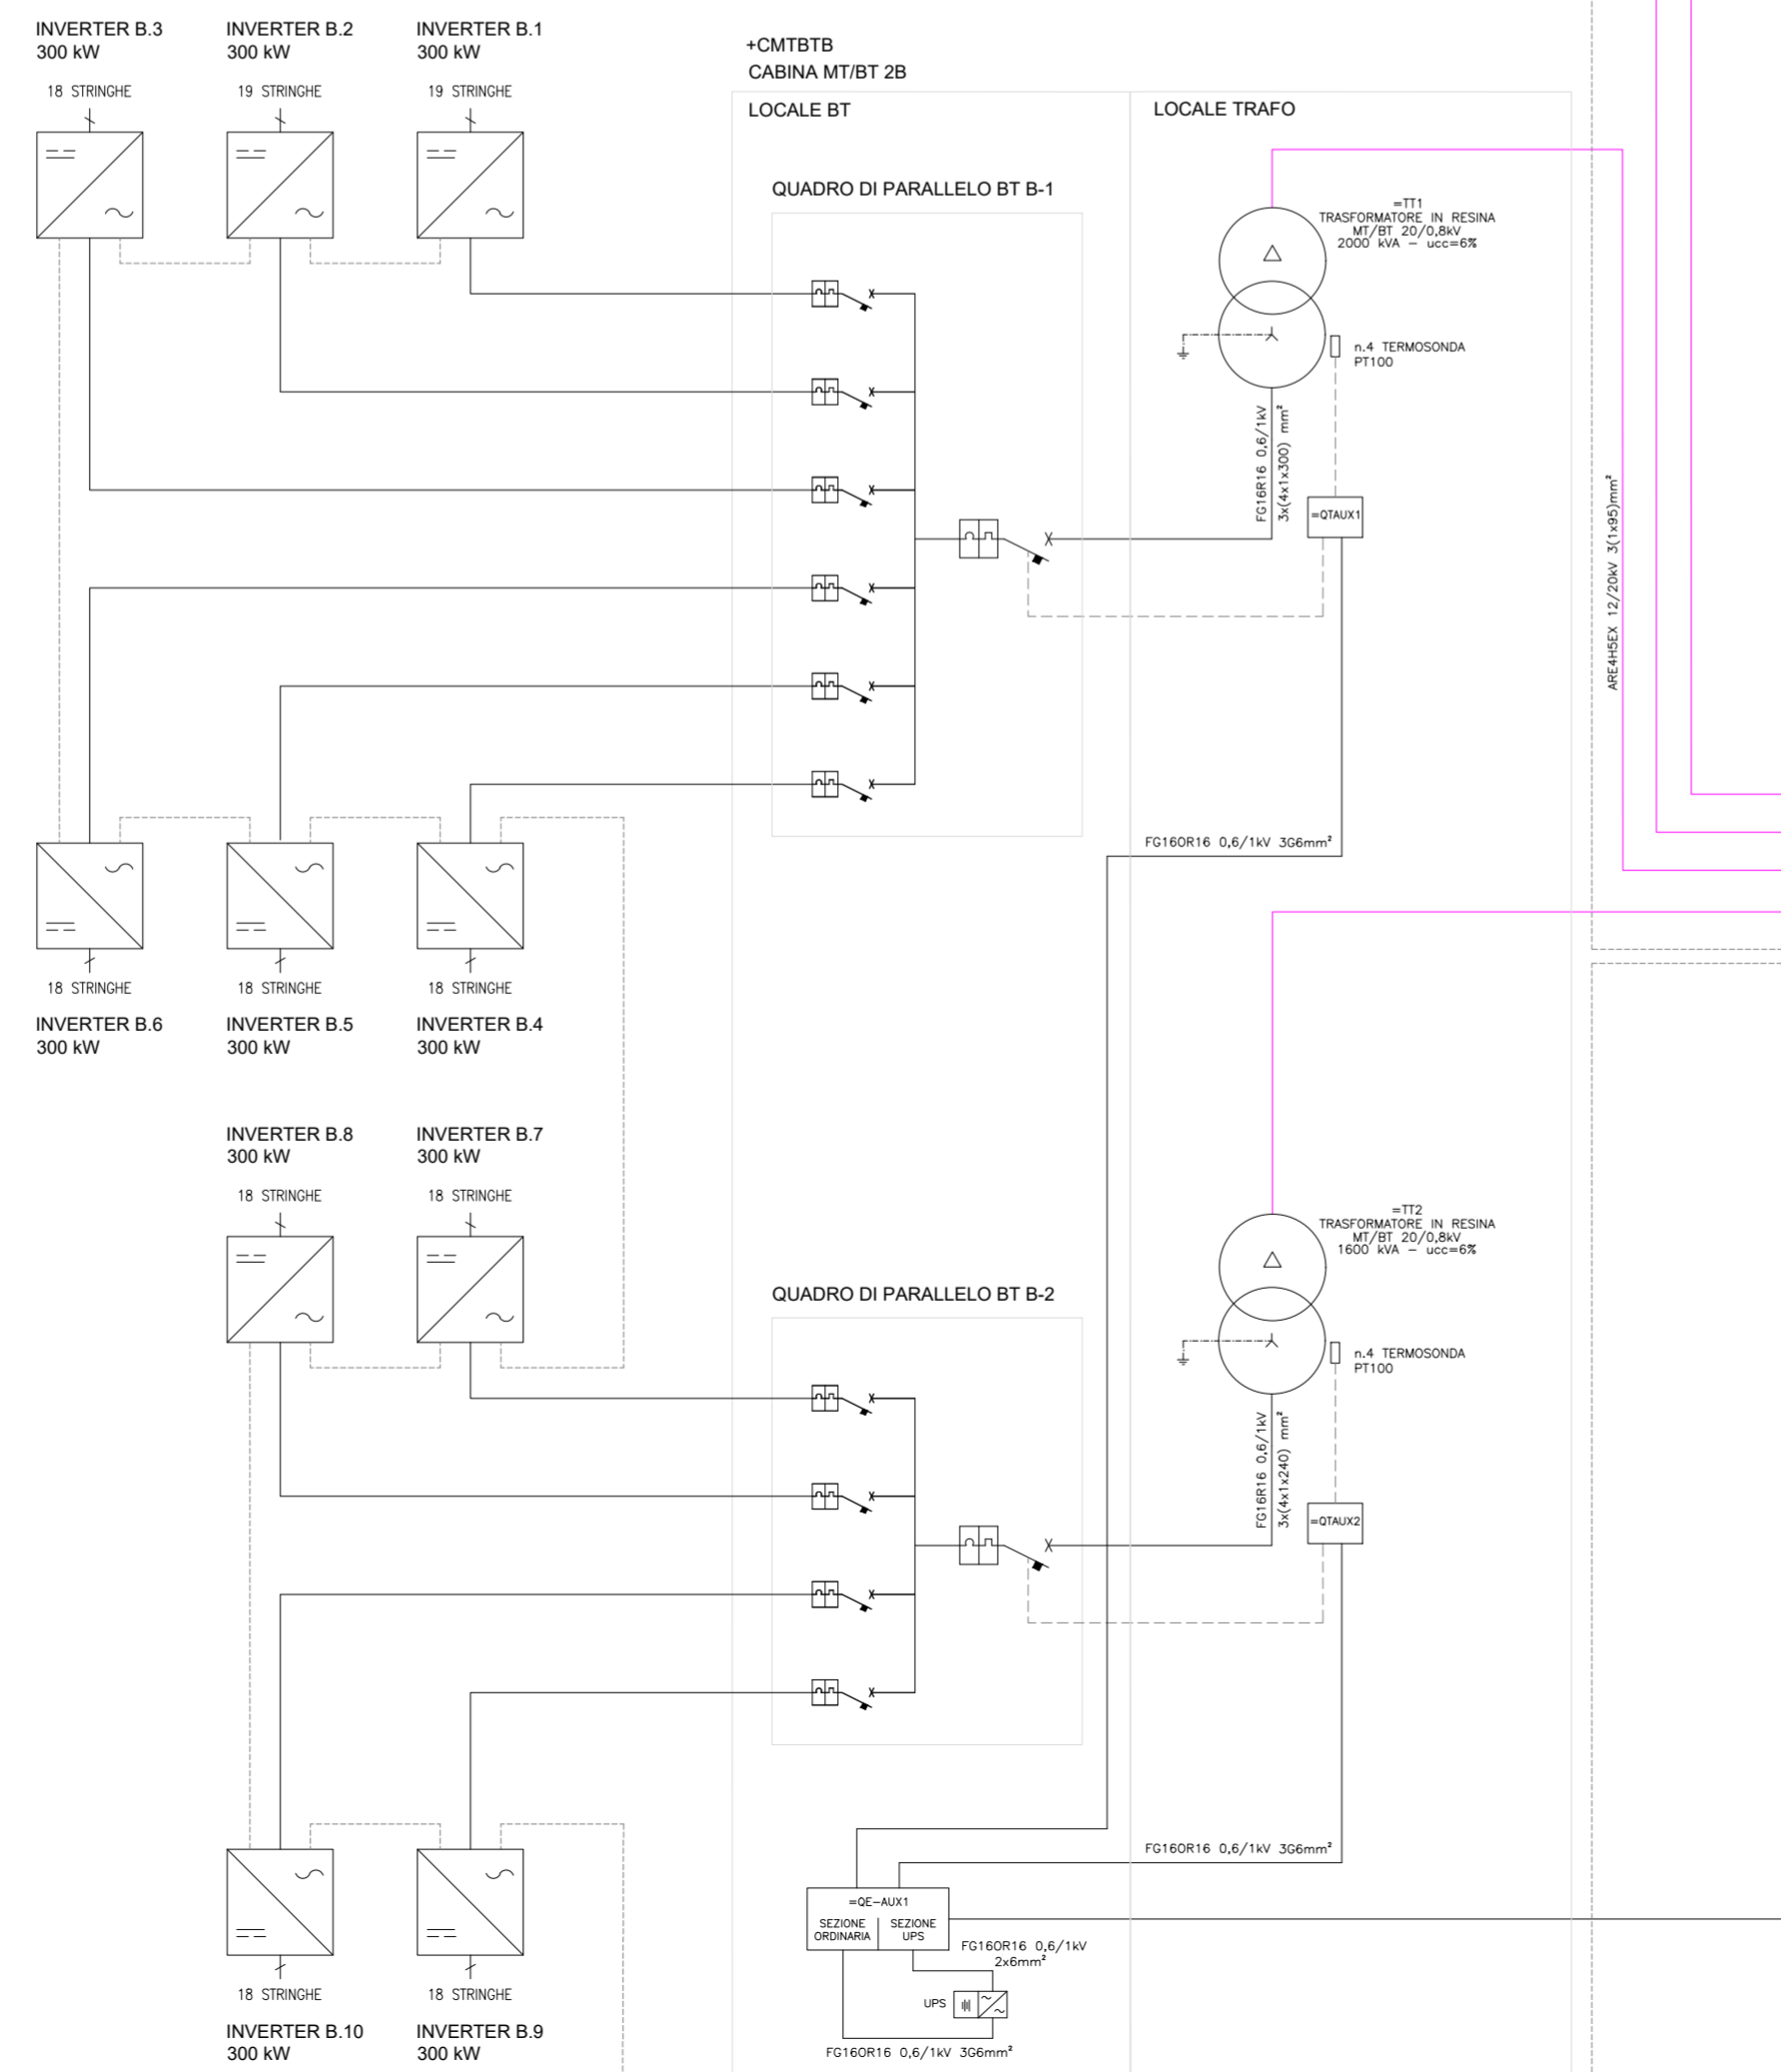 INVERTER B.3
300 kW
18 STRINGHE
INVERTER B.2
300 kW
19 STRINGHE
INVERTER B.1
300 kW
19 STRINGHE
+CMTBTB
CABINA MT/BT 2B
LOCALE BT
LOCALE TRAFO
QUADRO DI PARALLELO BT B-1
=TT1
TRASFORMATORE IN RESINA
MT/BT 20/0,8kV
2000 kVA – ucc=6%
n.4 TERMOSONDA
PT100
FG16R16 0,6/1kV
3x(4x1x300) mm²
=QTAUX1
ARE4H5EX 12/20kV 3(1x95)mm²
FG16OR16 0,6/1kV 3G6mm²
18 STRINGHE
INVERTER B.6
300 kW
18 STRINGHE
INVERTER B.5
300 kW
18 STRINGHE
INVERTER B.4
300 kW
INVERTER B.8
300 kW
18 STRINGHE
INVERTER B.7
300 kW
18 STRINGHE
QUADRO DI PARALLELO BT B-2
=TT2
TRASFORMATORE IN RESINA
MT/BT 20/0,8kV
1600 kVA – ucc=6%
n.4 TERMOSONDA
PT100
FG16R16 0,6/1kV
3x(4x1x240) mm²
=QTAUX2
FG16OR16 0,6/1kV 3G6mm²
=QE–AUX1
SEZIONE
ORDINARIA
SEZIONE
UPS
FG16OR16 0,6/1kV
2x6mm²
UPS
FG16OR16 0,6/1kV 3G6mm²
18 STRINGHE
INVERTER B.10
300 kW
18 STRINGHE
INVERTER B.9
300 kW